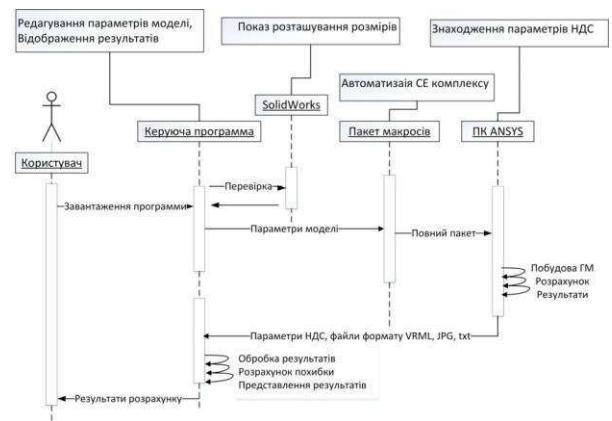 Редагування параметрів моделі,
Відображення результатів
Показ розташування розмірів
Знаходження параметрів НДС
Автоматизаія СЕ комплексу
SolidWorks
Керуюча программа
Пакет макросів
ПК ANSYS
Користувач
Перевірка
Завантаження программи
Параметри моделі
Повний пакет
Побудова ГМ
Розрахунок
Результати
Параметри НДС, файли формату VRML, JPG, txt
Обробка результатів
Розрахунок похибки
Представлення результатів
Результати розрахунку